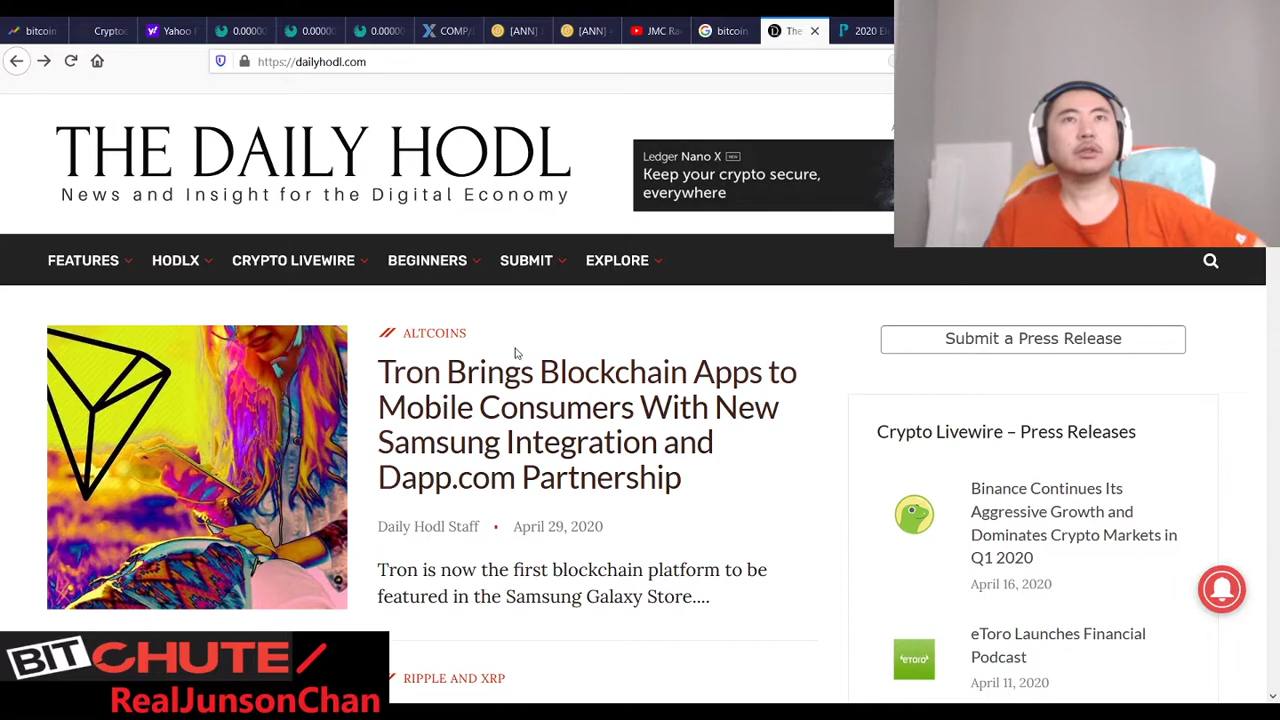 bitcoin
Cryptoc
Yahoo F
0.00000
0.00000
0.00000
COMP/
[ANN]
[ANN]
JMC Ra
bitcoin
The
2020 El
https://dailyhodl.com
THE DAILY HODL
News and Insight for the Digital Economy
Ledger Nano X NEW
Keep your crypto secure,
everywhere
FEATURES
HODLX
CRYPTO LIVEWIRE
BEGINNERS
SUBMIT
EXPLORE
ALTCOINS
Tron Brings Blockchain Apps to
Mobile Consumers With New
Samsung Integration and
Dapp.com Partnership
Daily Hodl Staff ▪ April 29, 2020
Tron is now the first blockchain platform to be
featured in the Samsung Galaxy Store....
RIPPLE AND XRP
Submit a Press Release
Crypto Livewire – Press Releases
Binance Continues Its
Aggressive Growth and
Dominates Crypto Markets in
Q1 2020
April 16, 2020
eToro
eToro Launches Financial
Podcast
April 11, 2020
BITCHUTE
RealJunsonChan